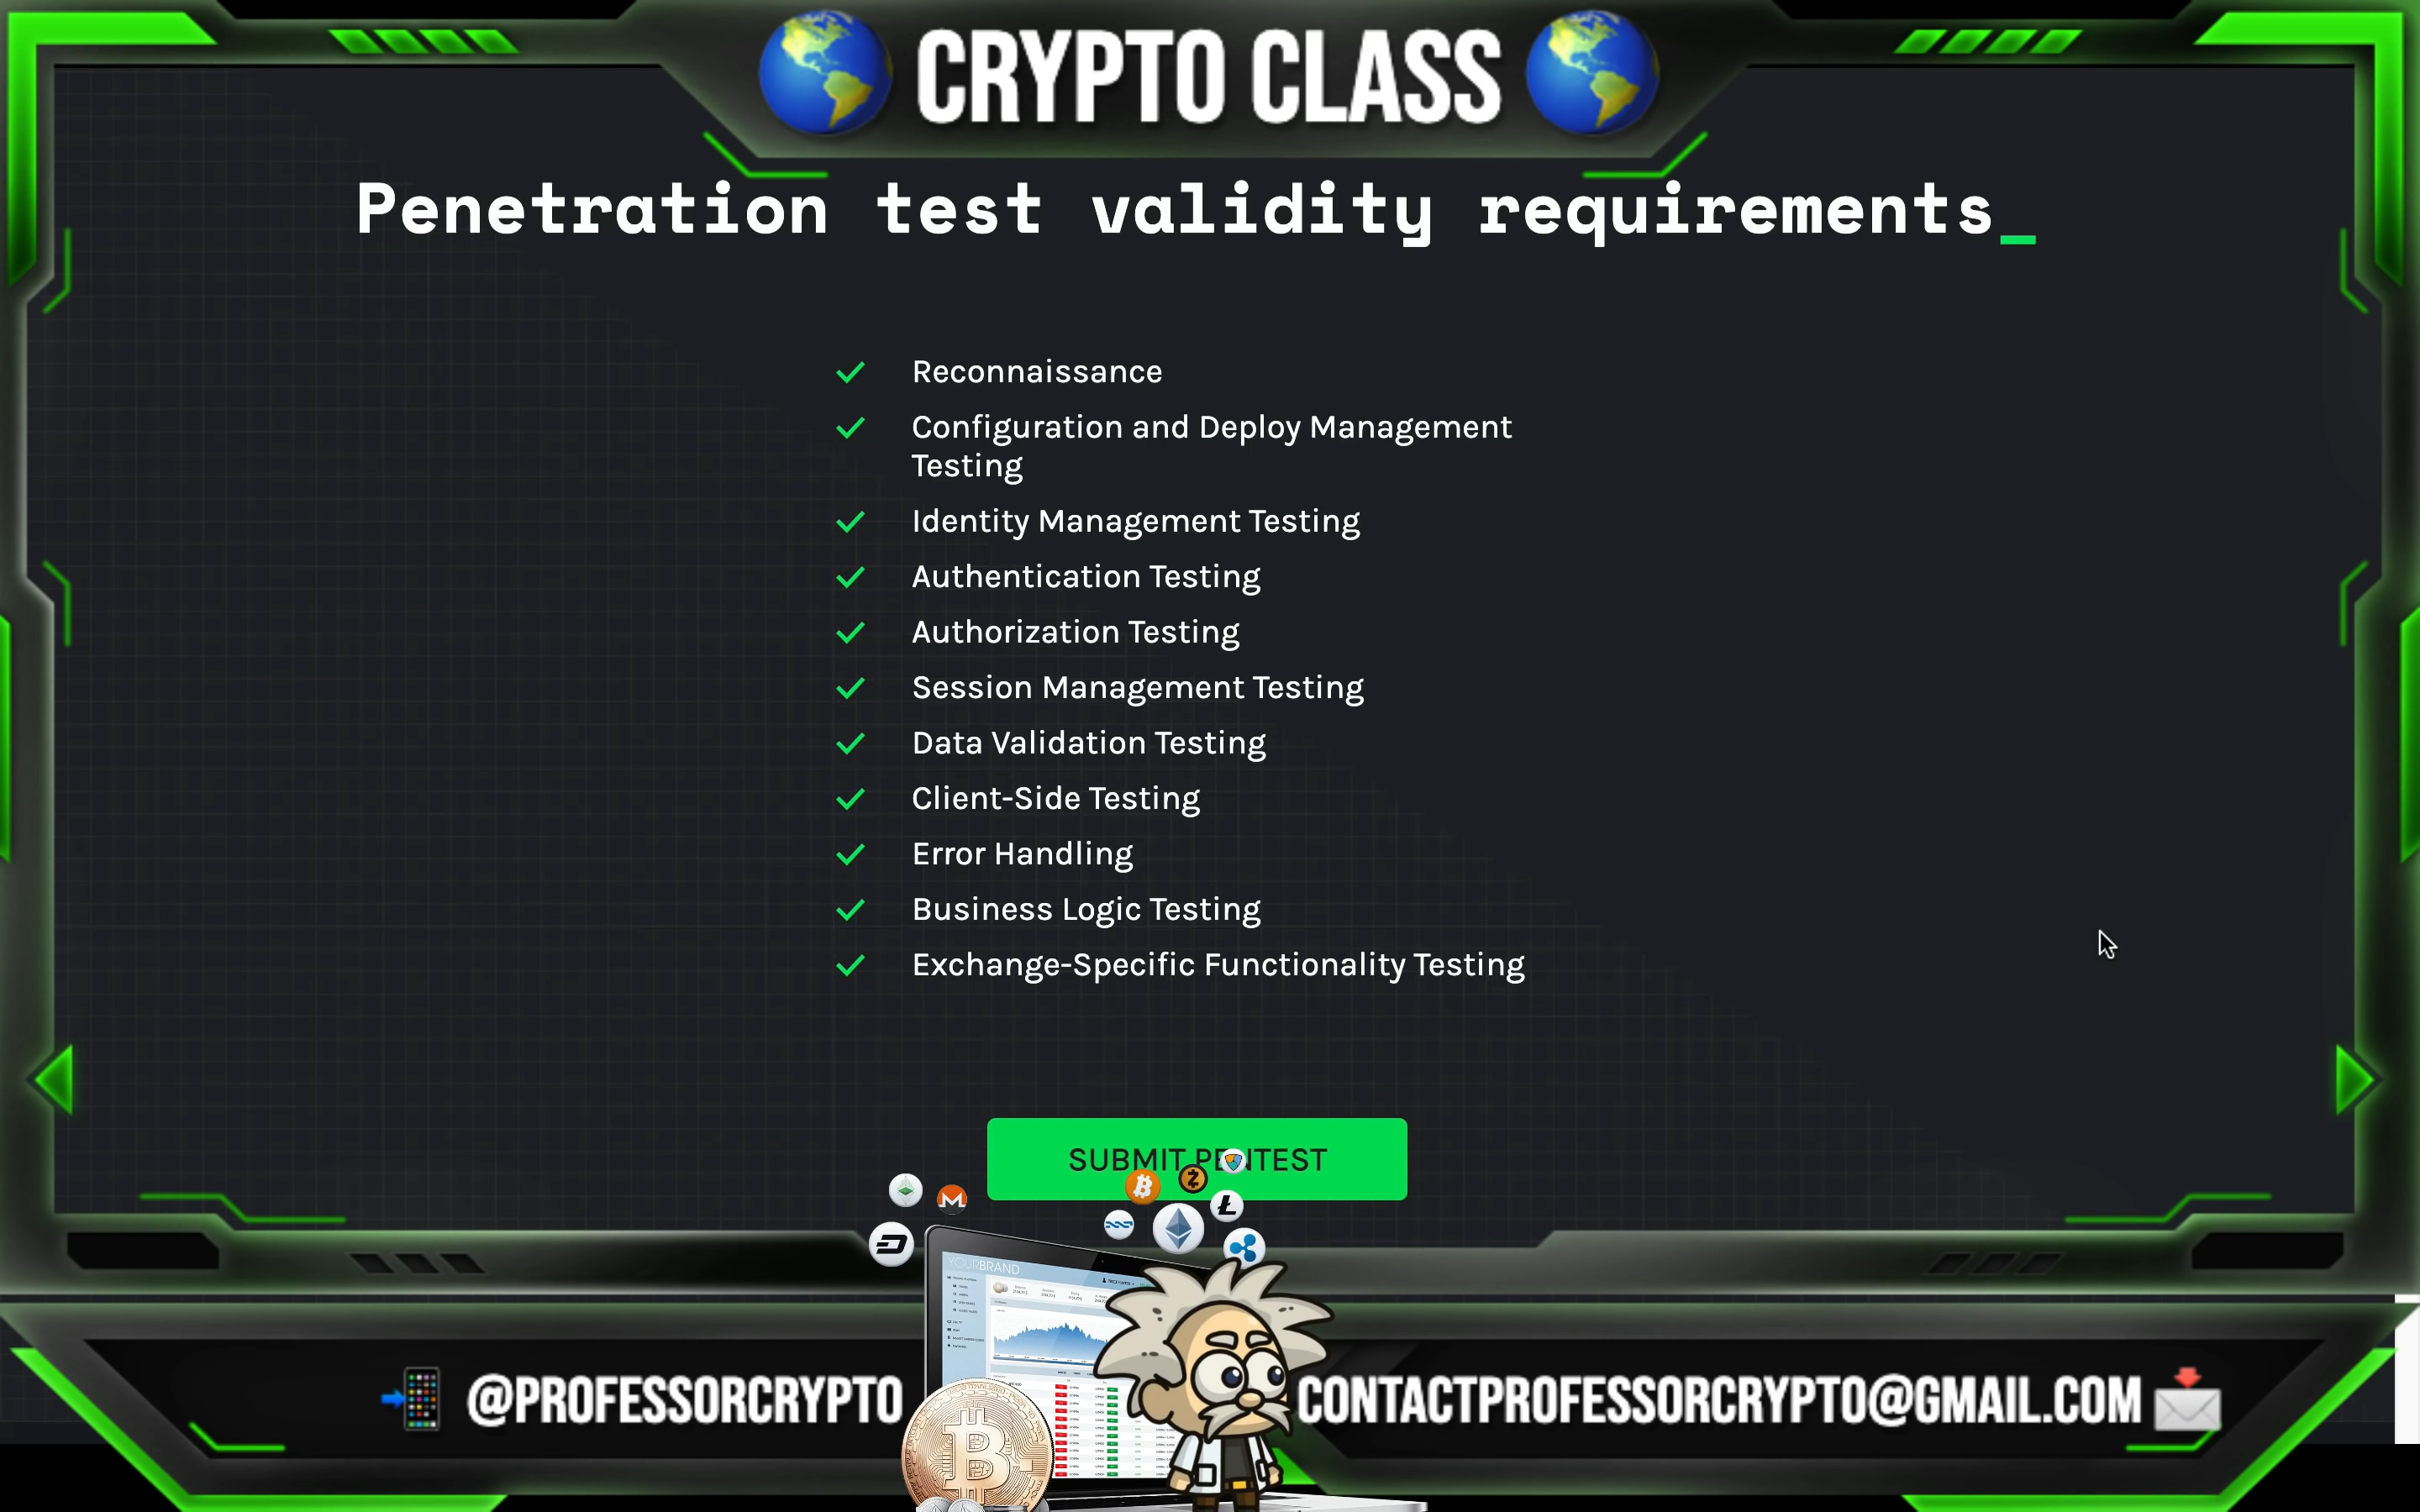 CRYPTO CLASS
Penetration test validity requirements_
Reconnaissance
Configuration and Deploy Management
Testing
Identity Management Testing
Authentication Testing
Authorization Testing
Session Management Testing
Data Validation Testing
Client-Side Testing
Error Handling
Business Logic Testing
Exchange-Specific Functionality Testing
SUBMIT PENTEST
YOURBRAND
@PROFESSORCRYPTO
CONTACTPROFESSORCRYPTO@GMAIL.COM